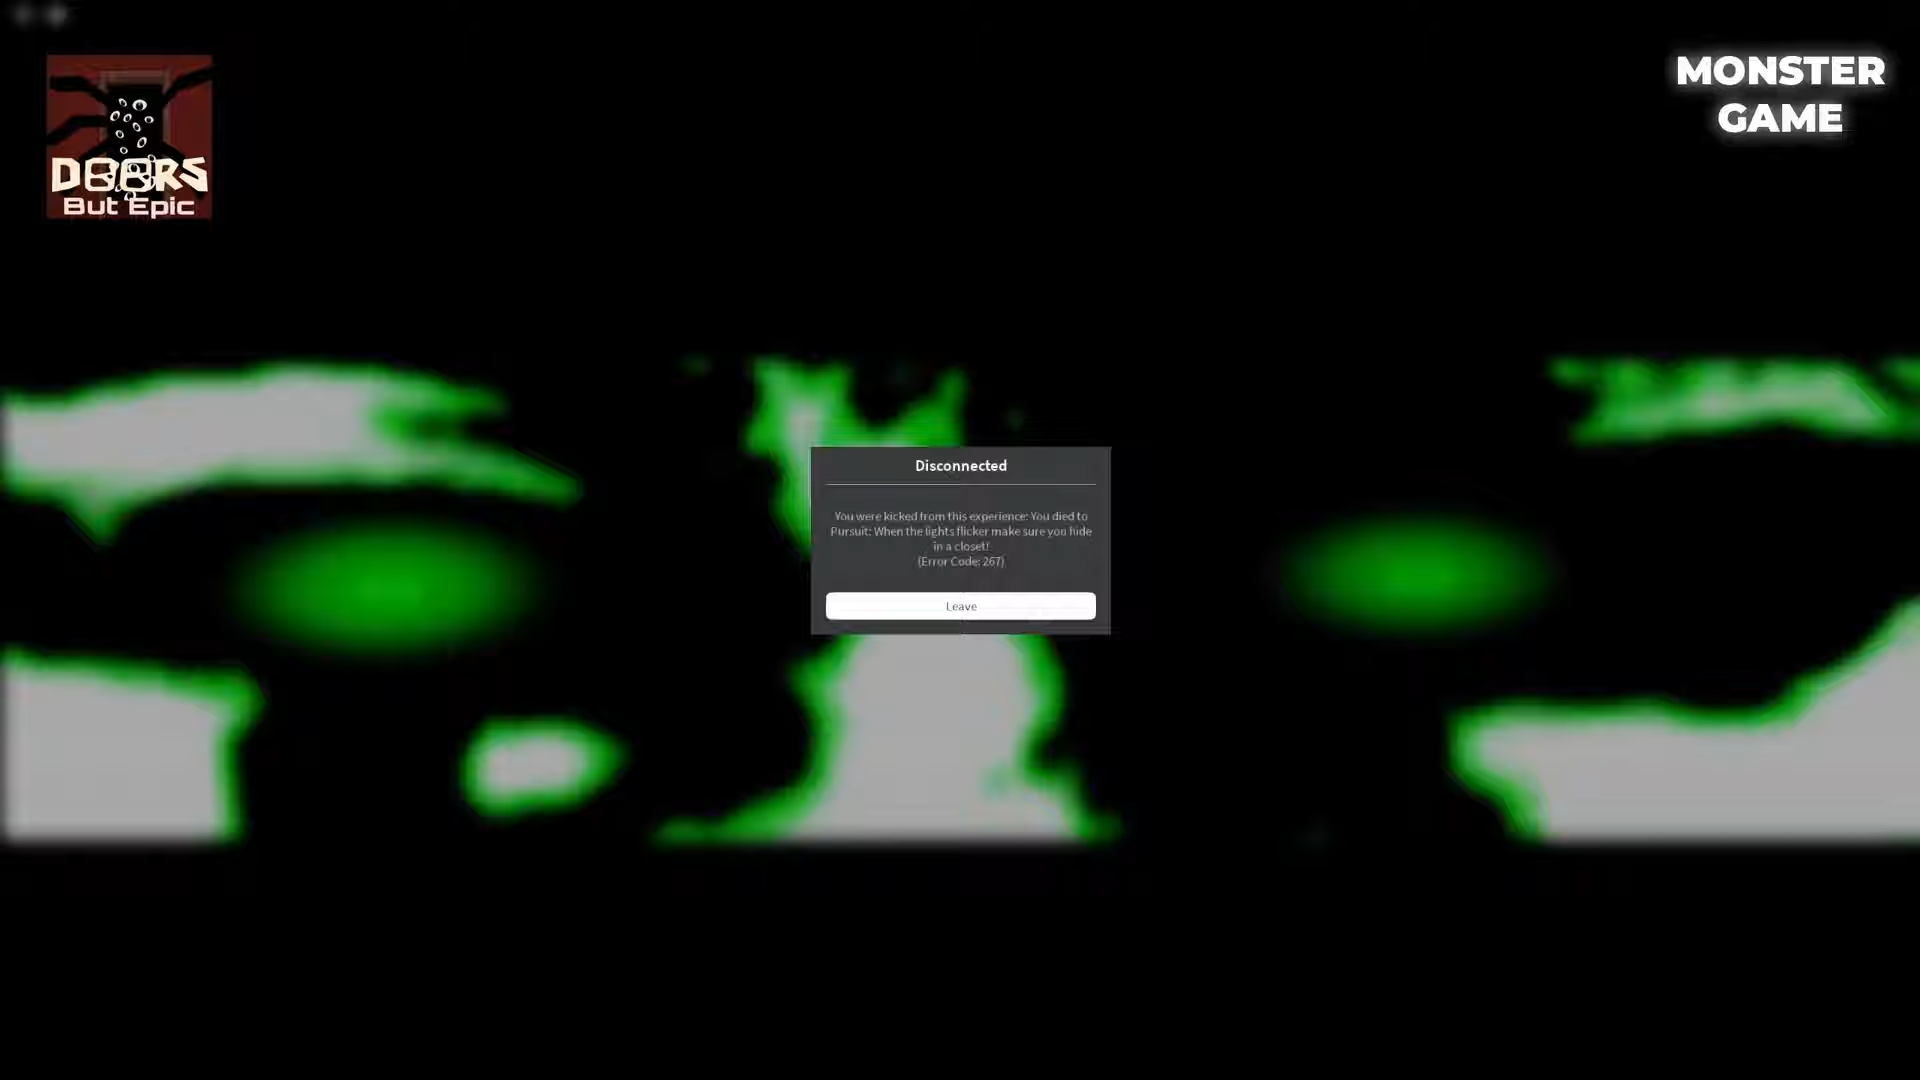 DOORS
But Epic
MONSTER
GAME
Disconnected
You were kicked from this experience: You died to
Pursuit: When the lights flicker make sure you hide
in a closet!
(Error Code: 267)
Leave